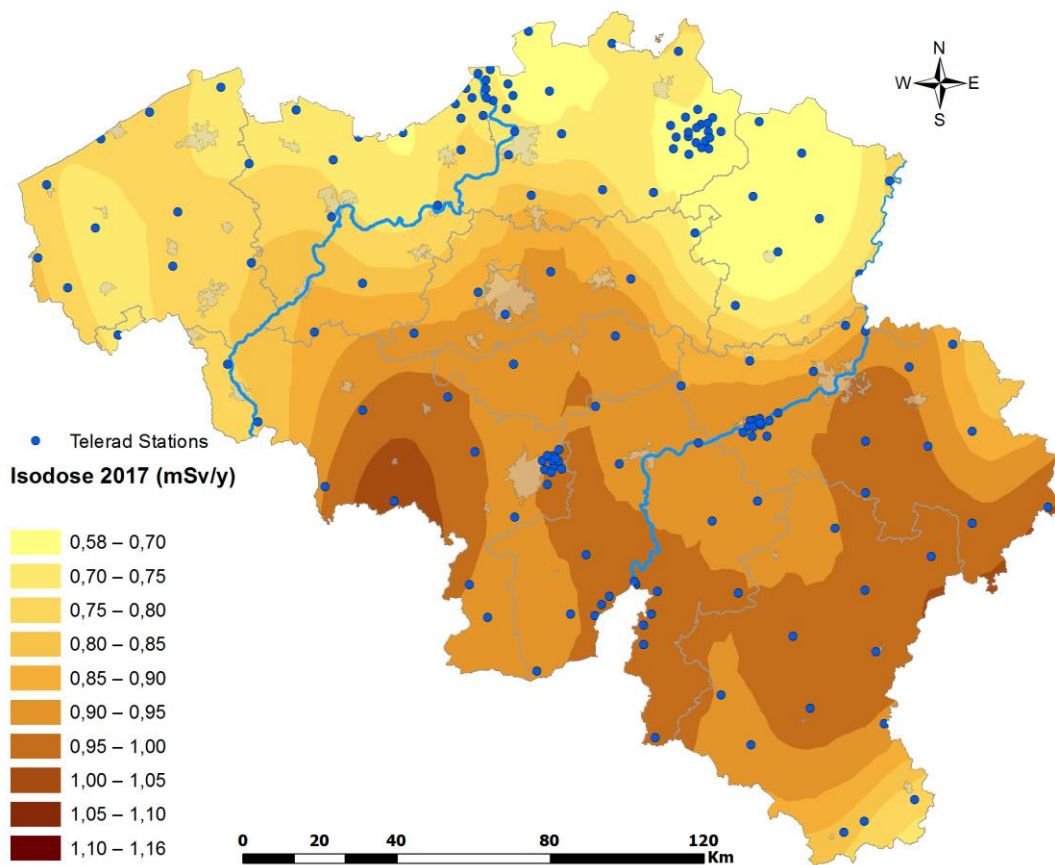 N
W E
S
Telerad Stations
Isodose 2017 (mSv/y)
0,58 – 0,70
0,70 – 0,75
0,75 – 0,80
0,80 – 0,85
0,85 – 0,90
0,90 – 0,95
0,95 – 1,00
1,00 – 1,05
1,05 – 1,10
1,10 – 1,16
0 20 40 80 120
Km